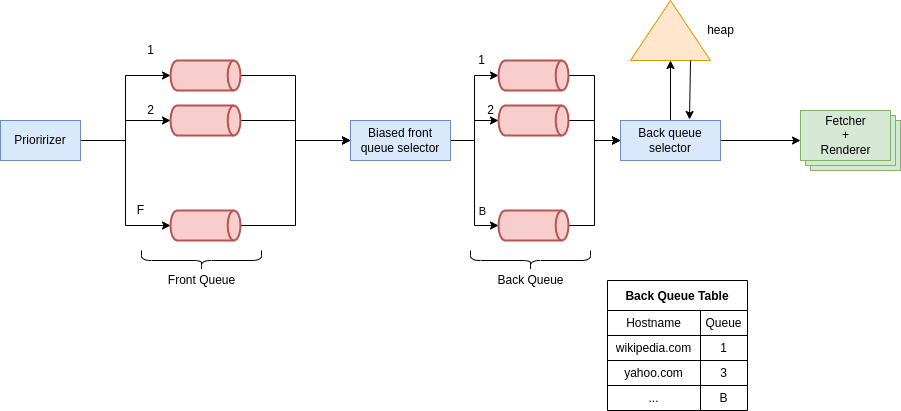 Prioririzer
1
2
F
Front Queue
Biased front
queue selector
1
2
B
Back Queue
heap
Back queue
selector
Fetcher
+
Renderer
Back Queue Table
Hostname Queue
wikipedia.com 1
yahoo.com 3
... B